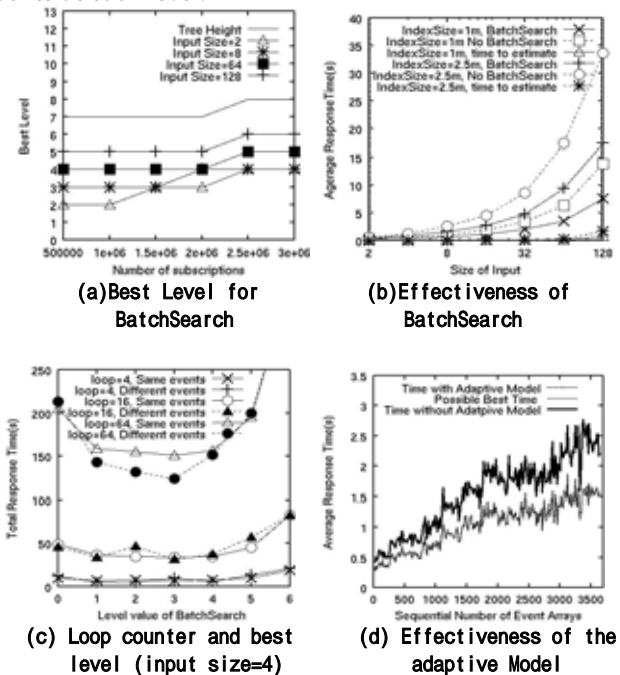 13
12
11
10
9
8
7
6
5
4
3
2
1
0
Best Level
Tree Height
Input Size=2
Input Size=8
Input Size=64
Input Size=128
500000 1e+06 1.5e+06 2e+06 2.5e+06 3e+06
Number of subscriptions
(a)Best Level for
BatchSearch
40
35
30
25
20
15
10
5
0
Agerage Response Time(s)
IndexSize=1m, BatchSearch
IndexSize=1m No BatchSearch
IndexSize=1m, time to estimate
IndexSize=2.5m, BatchSearch
IndexSize=2.5m, No BatchSearch
IndexSize=2.5m, time to estimate
2 8 32 128
Size of Input
(b)Effectiveness of
BatchSearch
250
200
150
100
50
0
Total Response Time(s)
loop=4, Same events
loop=4, Different events
loop=16, Same events
loop=16, Different events
loop=64, Same events
loop=64, Different events
0 1 2 3 4 5 6
Level value of BatchSearch
(c) Loop counter and best
level (input size=4)
3.5
3
2.5
2
1.5
1
0.5
0
Average Response Time(s)
Time with Adaptive Model
Possible Best Time
Time without Adatpive Model
0 500 1000 1500 2000 2500 3000 3500
Sequential Number of Event Arrays
(d) Effectiveness of the
adaptive Model